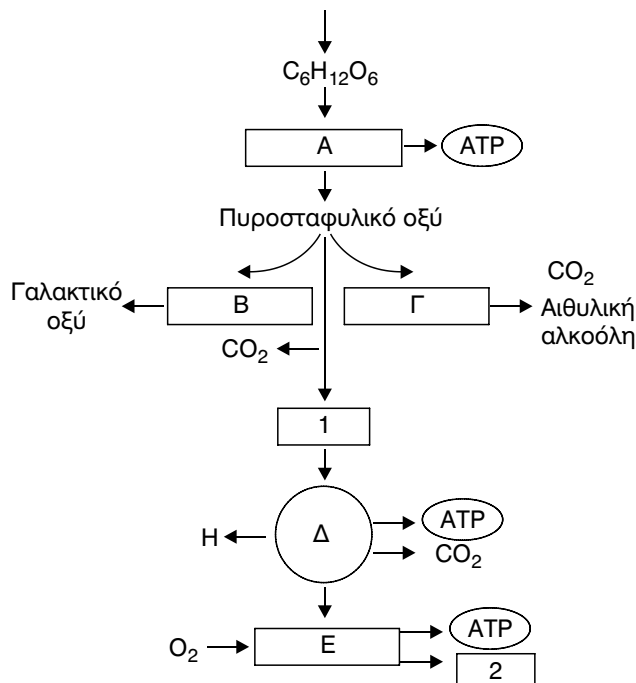 C₆H₁₂O₆
Α
ATP
Πυροσταφυλικό οξύ
Γαλακτικό
οξύ
Β
Γ
CO₂
Αιθυλική
αλκοόλη
CO₂
1
Δ
H
ATP
CO₂
O₂
Ε
ATP
2